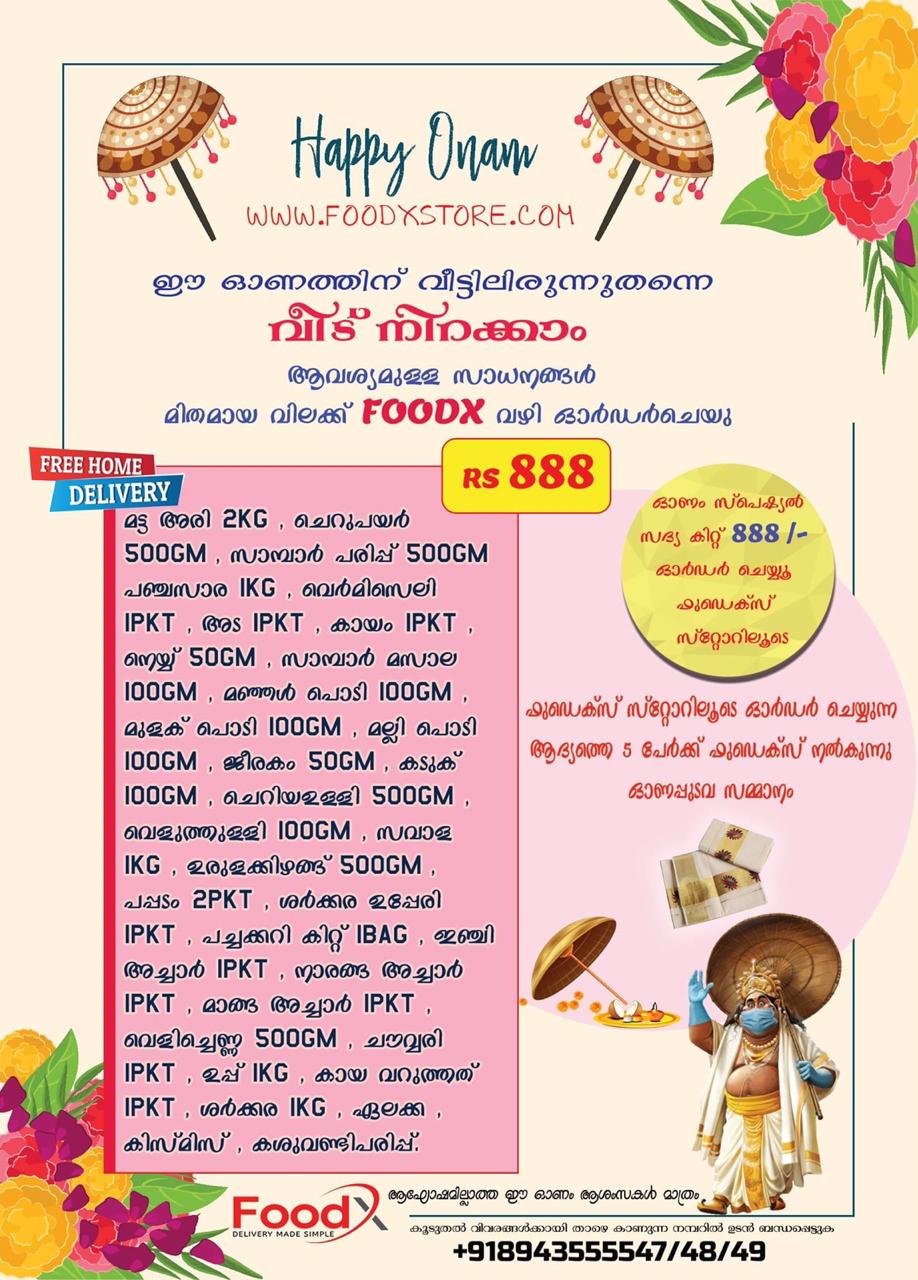 Happy Onam
WWW.FOODXSTORE.COM
ഈ ഓണത്തിന് വീട്ടിലിരുന്നുതന്നെ
വീട് നിറക്കാം
ആവശ്യമുളള സാധനങ്ങൾ
മിതമായ വിലക്ക് FOODX വഴി ഓർഡർചെയു
FREE HOME
DELIVERY
RS 888
മട്ട അരി 2KG , ചെറുപയർ
500GM , സാമ്പാർ പരിപ്പ് 500GM
പഞ്ചസാര 1KG , വെർമിസെലി
1PKT , അട 1PKT , കായം 1PKT ,
നെയ്യ് 50GM , സാമ്പാർ മസാല
100GM , മഞ്ഞൾ പൊടി 100GM ,
മുളക് പൊടി 100GM , മല്ലി പൊടി
100GM , ജീരകം 50GM , കടുക്
100GM , ചെറിയഉളളി 500GM ,
വെളുത്തുളളി 100GM , സവാള
1KG , ഉരുളക്കിഴങ്ങ് 500GM ,
പപ്പടം 2PKT , ശർക്കര ഉപ്പേരി
1PKT , പച്ചക്കറി കിറ്റ് 1BAG , ഇഞ്ചി
അച്ചാർ 1PKT , നാരങ്ങ അച്ചാർ
1PKT , മാങ്ങ അച്ചാർ 1PKT ,
വെളിച്ചെണ്ണ 500GM , ചൗവ്വരി
1PKT , ഉപ്പ് 1KG , കായ വറുത്തത്
1PKT , ശർക്കര 1KG , ഏലക്ക ,
കിസ്മിസ് , കശുവണ്ടിപരിപ്പ്.
ഓണം സ്പെഷ്യൽ
സദ്യ കിറ്റ് 888 /-
ഓർഡർ ചെയ്യൂ
ഫുഡെക്സ്
സ്റ്റോറിലൂടെ
ഫുഡെക്സ് സ്റ്റോറിലൂടെ ഓർഡർ ചെയ്യുന്ന
ആദ്യത്തെ 5 പേർക്ക് ഫുഡെക്സ് നൽകുന്നു
ഓണപ്പുടവ സമ്മാനം
FoodX
DELIVERY MADE SIMPLE
ആഘോഷമില്ലാത്ത ഈ ഓണം ആശംസകൾ മാത്രം
കൂടുതൽ വിവരങ്ങൾക്കായി താഴെ കാണുന്ന നമ്പറിൽ ഉടൻ ബന്ധപ്പെടുക
+918943555547/48/49